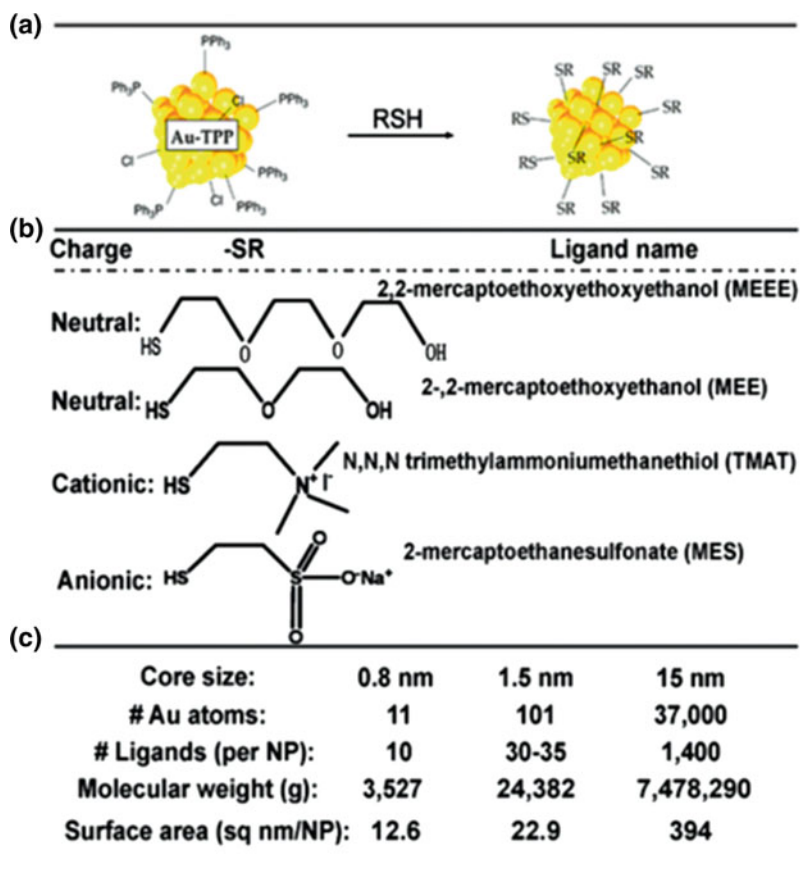 (a)
PPh₃
Ph₃P
Cl
PPh₃
Au-TPP
Cl
PPh₃
Cl
Ph₃P
PPh₃
RSH
SR
SR
SR
SR
RS
SR
RS
SR
SR
SR
SR
(b)
Charge -SR Ligand name
2,2-mercaptoethoxyethoxyethanol (MEEE)
Neutral:
HS
O
O
OH
2-,2-mercaptoethoxyethanol (MEE)
Neutral: HS
O
OH
N,N,N trimethylammoniumethanethiol (TMAT)
Cationic: HS
N⁺ I⁻
O
2-mercaptoethanesulfonate (MES)
Anionic: HS
S
O⁻Na⁺
O
(c)
Core size: 0.8 nm 1.5 nm 15 nm
# Au atoms: 11 101 37,000
# Ligands (per NP): 10 30-35 1,400
Molecular weight (g): 3,527 24,382 7,478,290
Surface area (sq nm/NP): 12.6 22.9 394